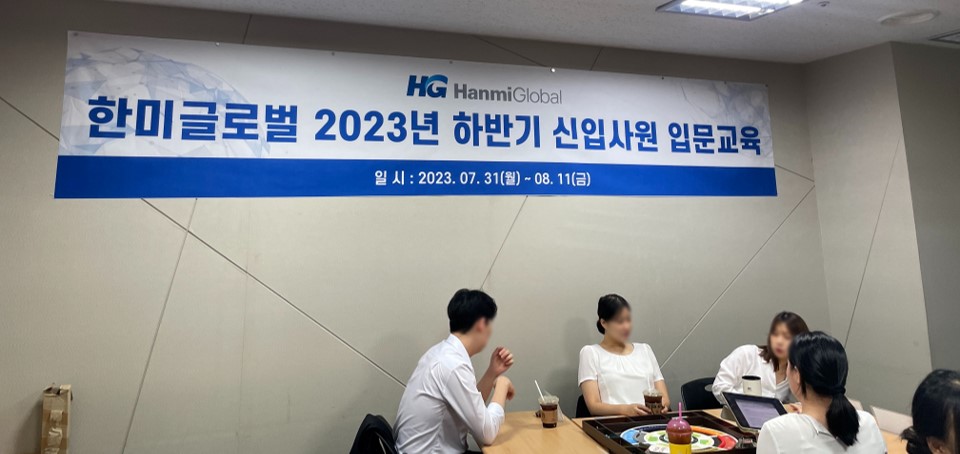 HG HanmiGlobal
한미글로벌 2023년 하반기 신입사원 입문교육
일 시 : 2023. 07. 31(월) ~ 08. 11(금)